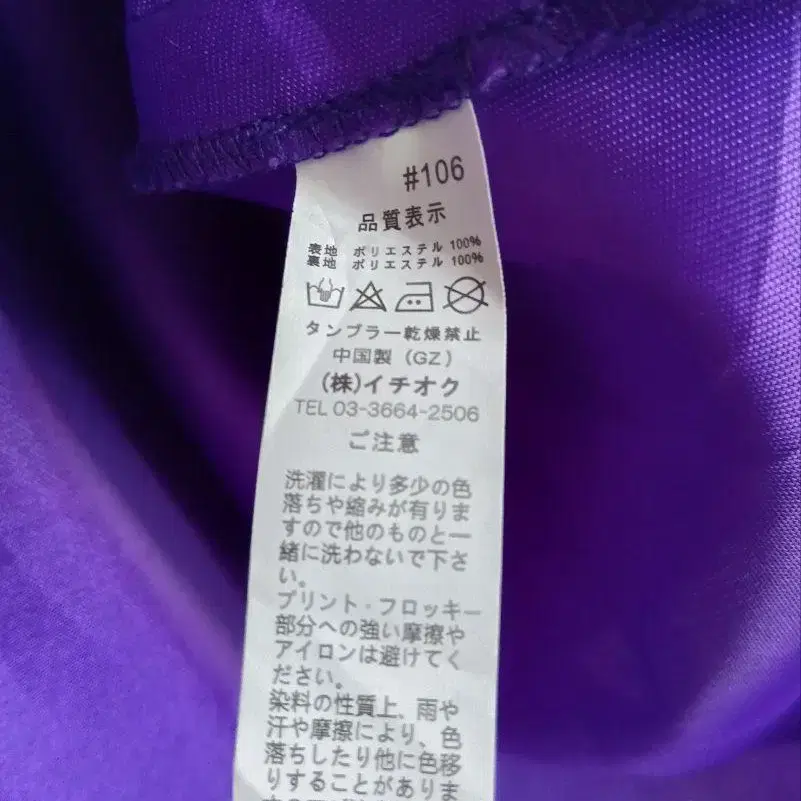 #106
品質表示
表地 ポリエステル 100%
裏地 ポリエステル 100%
タンブラー乾燥禁止
中国製（GZ）
(株)イチオク
TEL 03-3664-2506
ご注意
洗濯により多少の色
落ちや縮みが有りま
すので他のものと一
緒に洗わないで下さ
い。
プリント・フロッキー
部分への強い摩擦や
アイロンは避けてく
ださい。
染料の性質上、雨や
汗や摩擦により、色
落ちしたり他に色移
りすることがありま